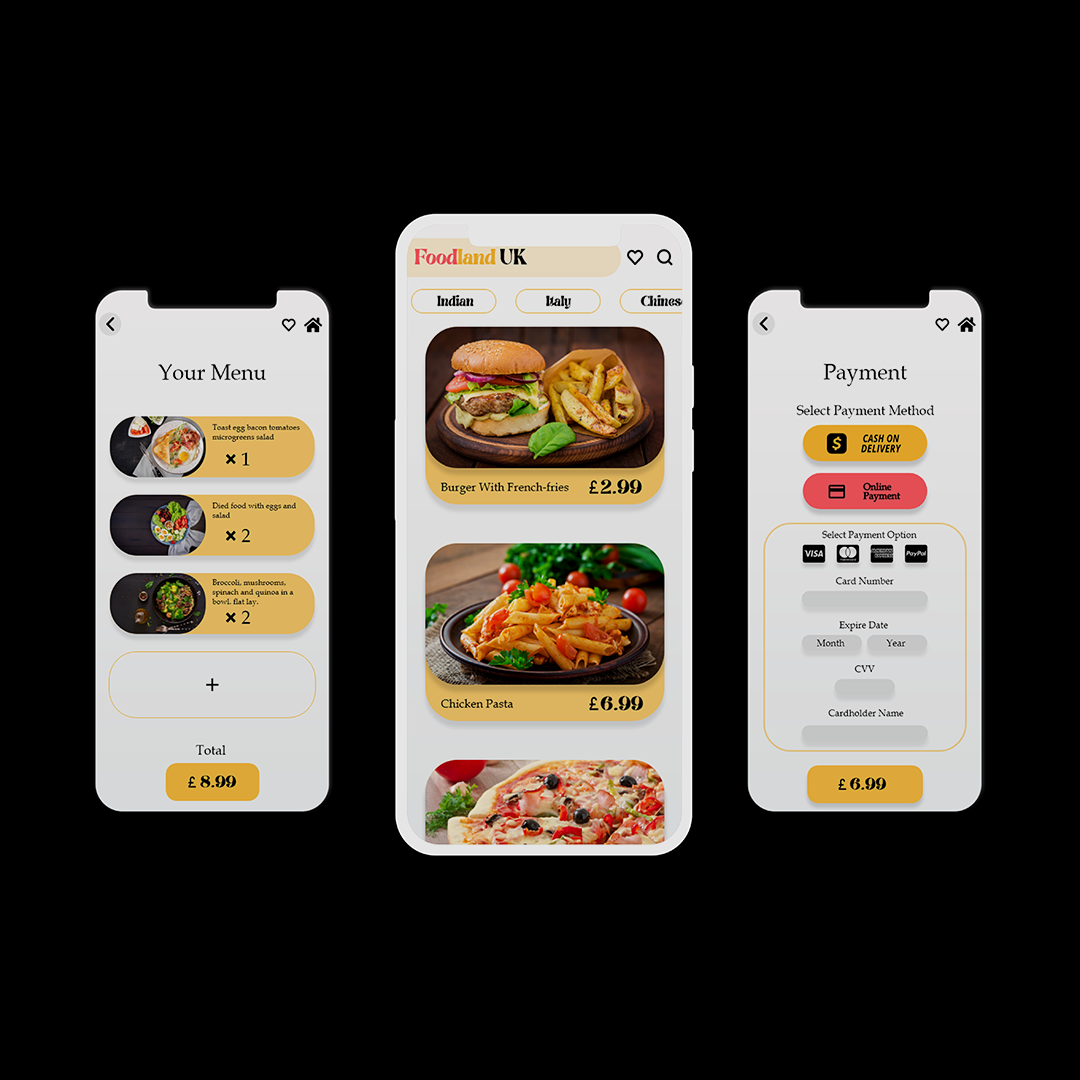 Your Menu
Toast egg bacon tomatoes
microgreens salad
× 1
Died food with eggs and
salad
× 2
Broccoli, mushrooms,
spinach and quinoa in a
bowl. flat lay.
× 2
+
Total
£ 8.99
Foodland UK
Indian
Italy
Chinese
Burger With French-fries
£2.99
Chicken Pasta
£6.99
Payment
Select Payment Method
$
CASH ON
DELIVERY
Online
Payment
Select Payment Option
VISA
AMERICAN
EXPRESS
PayPal
Card Number
Expire Date
Month
Year
CVV
Cardholder Name
£ 6.99